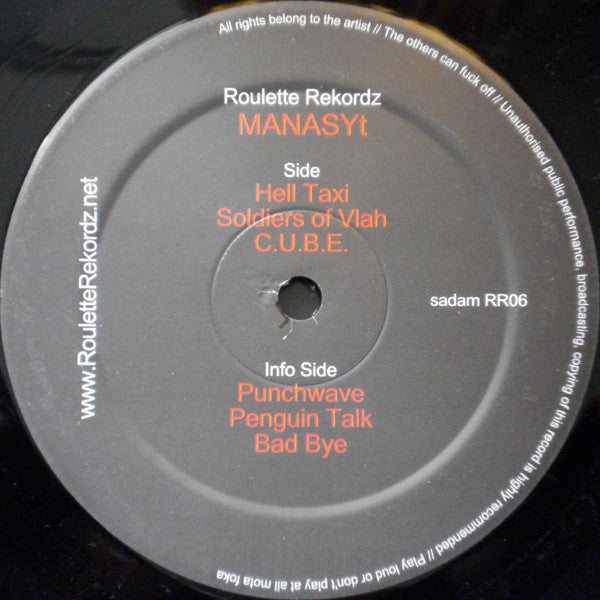 All rights belong to the artist // The others can fuck off // Unauthorised public performance, broadcasting, copying of this record is highly recommended // Play loud or don't play at all mota foka
Roulette Rekordz
MANASYt
Side
Hell Taxi
Soldiers of Vlah
C.U.B.E.
www.RouletteRekordz.net
sadam RR06
Info Side
Punchwave
Penguin Talk
Bad Bye